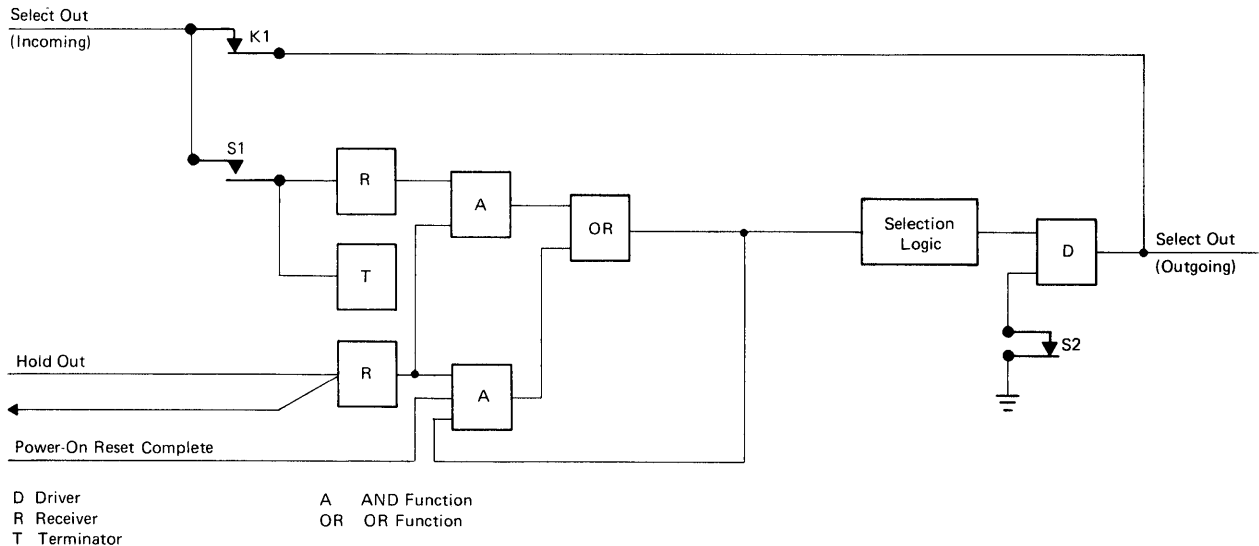 Select Out
(Incoming)
K1
S1
R
A
OR
Selection
Logic
D
Select Out
(Outgoing)
T
S2
Hold Out
R
A
Power-On Reset Complete
D Driver
R Receiver
T Terminator
A AND Function
OR OR Function